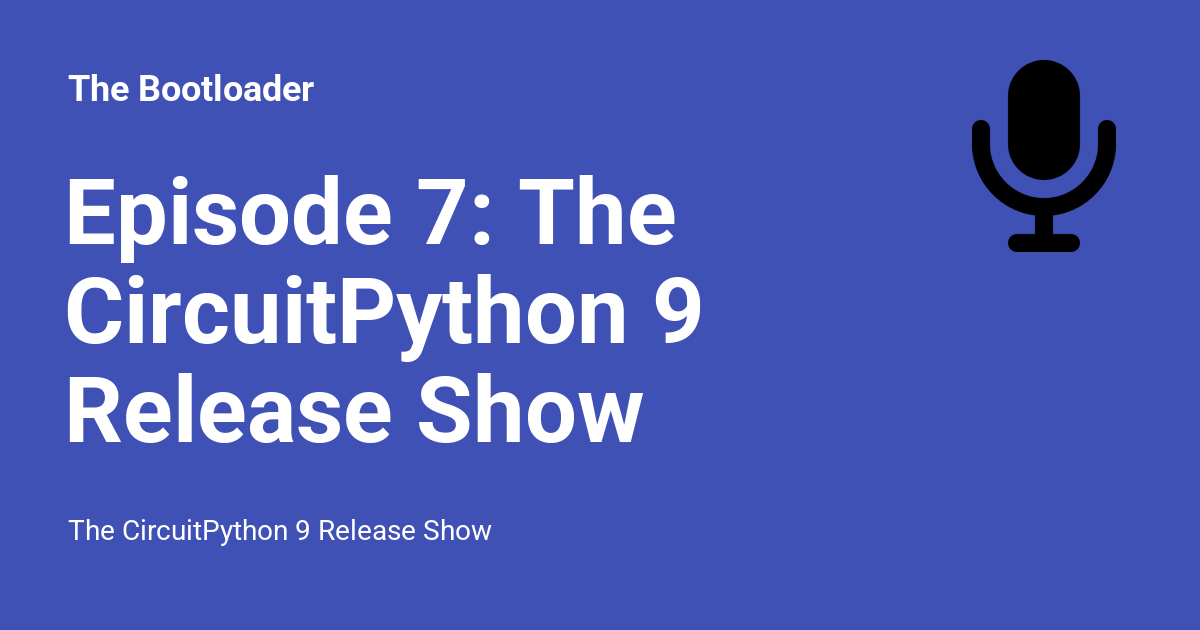 The Bootloader
Episode 7: The
CircuitPython 9
Release Show
The CircuitPython 9 Release Show